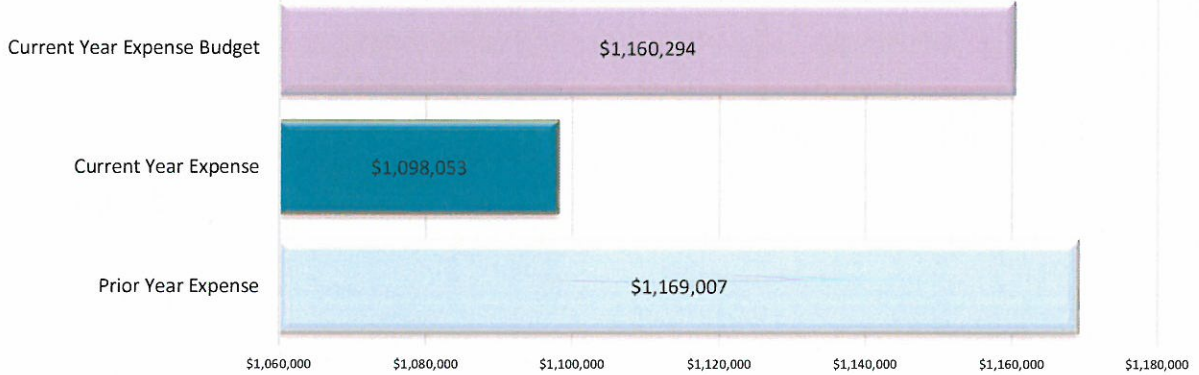 Current Year Expense Budget
$1,160,294
Current Year Expense
$1,098,053
Prior Year Expense
$1,169,007
$1,060,000 $1,080,000 $1,100,000 $1,120,000 $1,140,000 $1,160,000 $1,180,000